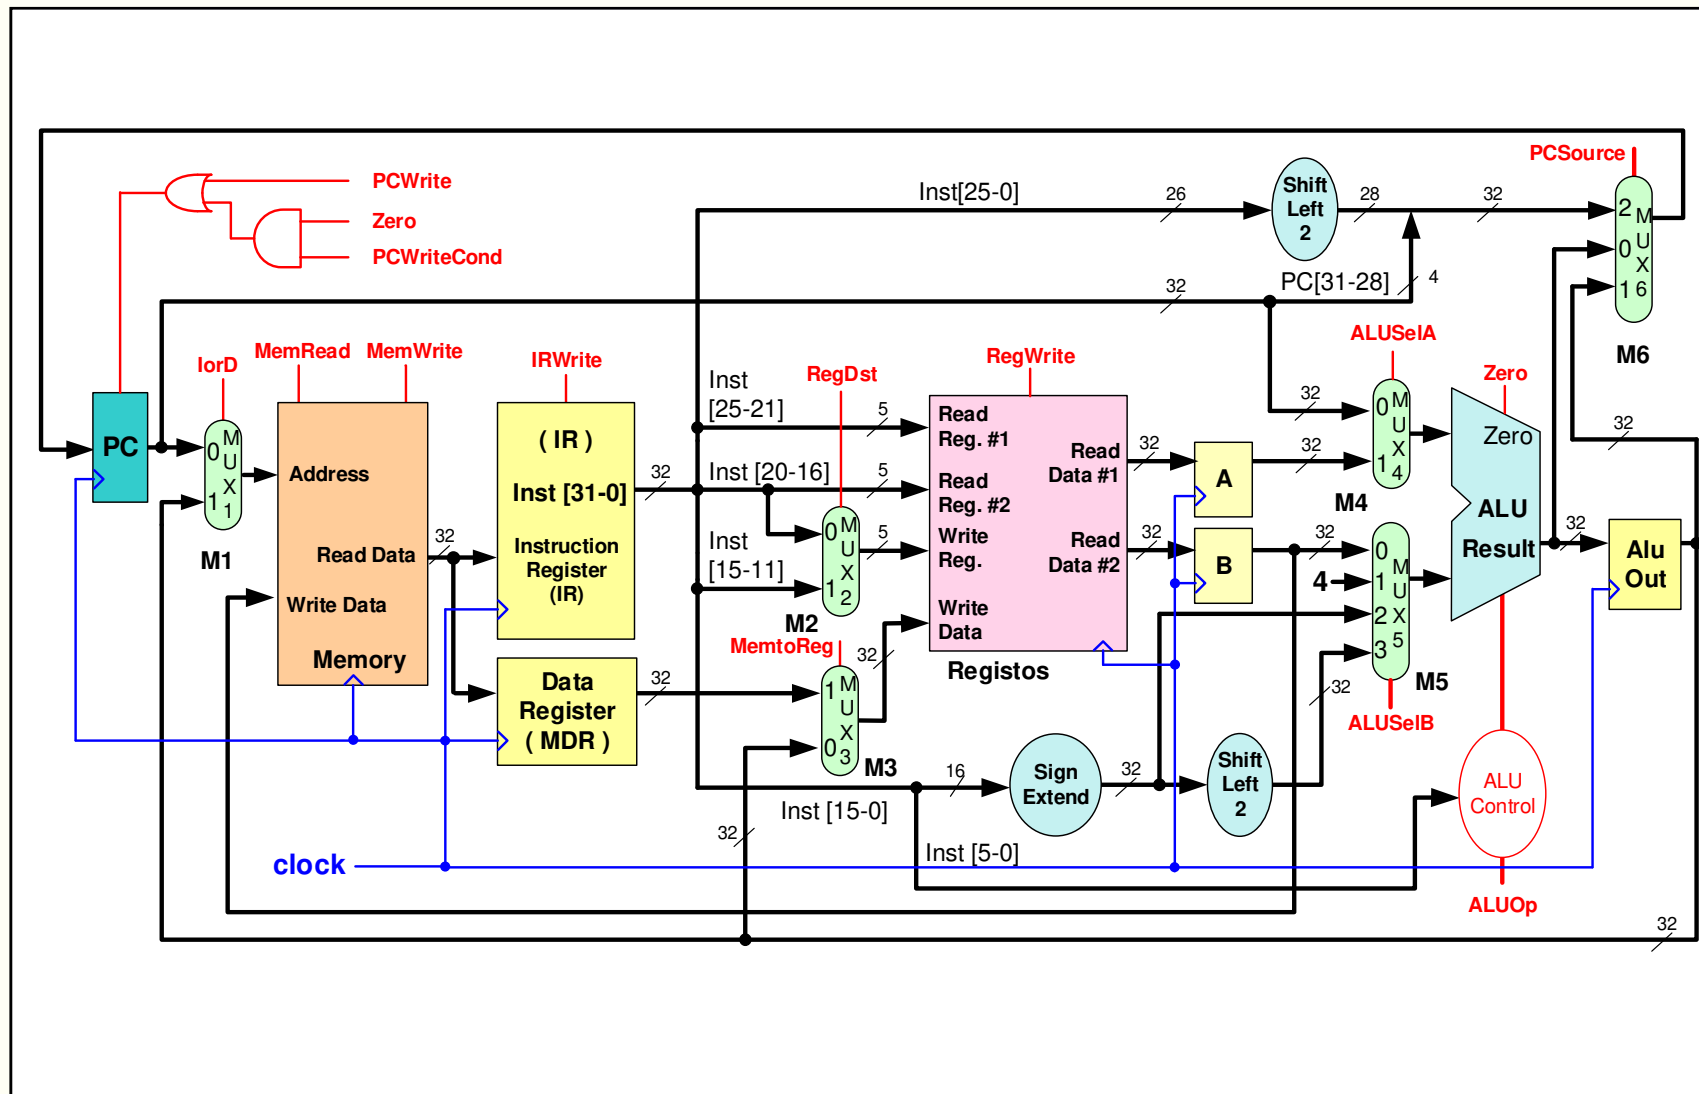 PCSource
PCWrite
Zero
PCWriteCond
Inst[25-0]
26
Shift
Left
2
28
32
2
0
1
M
U
X
6
M6
32
PC[31-28]
4
IorD
MemRead
MemWrite
IRWrite
RegDst
RegWrite
ALUSelA
Zero
PC
0
1
M
U
X
1
M1
Address
Read Data
Write Data
Memory
32
( IR )
Inst [31-0]
Instruction
Register
(IR)
32
Data
Register
( MDR )
32
Inst
[25-21]
5
Inst [20-16]
5
Inst
[15-11]
0
1
M
U
X
2
M2
5
MemtoReg
1
0
M
U
X
3
M3
32
Read
Reg. #1
Read
Reg. #2
Write
Reg.
Write
Data
Read
Data #1
Read
Data #2
Registos
32
32
A
B
32
32
32
0
1
M
U
X
4
M4
4
0
1
2
3
M
U
X
5
M5
ALUSelB
Zero
ALU
Result
32
Alu
Out
32
Inst [15-0]
16
Sign
Extend
32
Shift
Left
2
32
ALU
Control
ALUOp
Inst [5-0]
32
clock
32